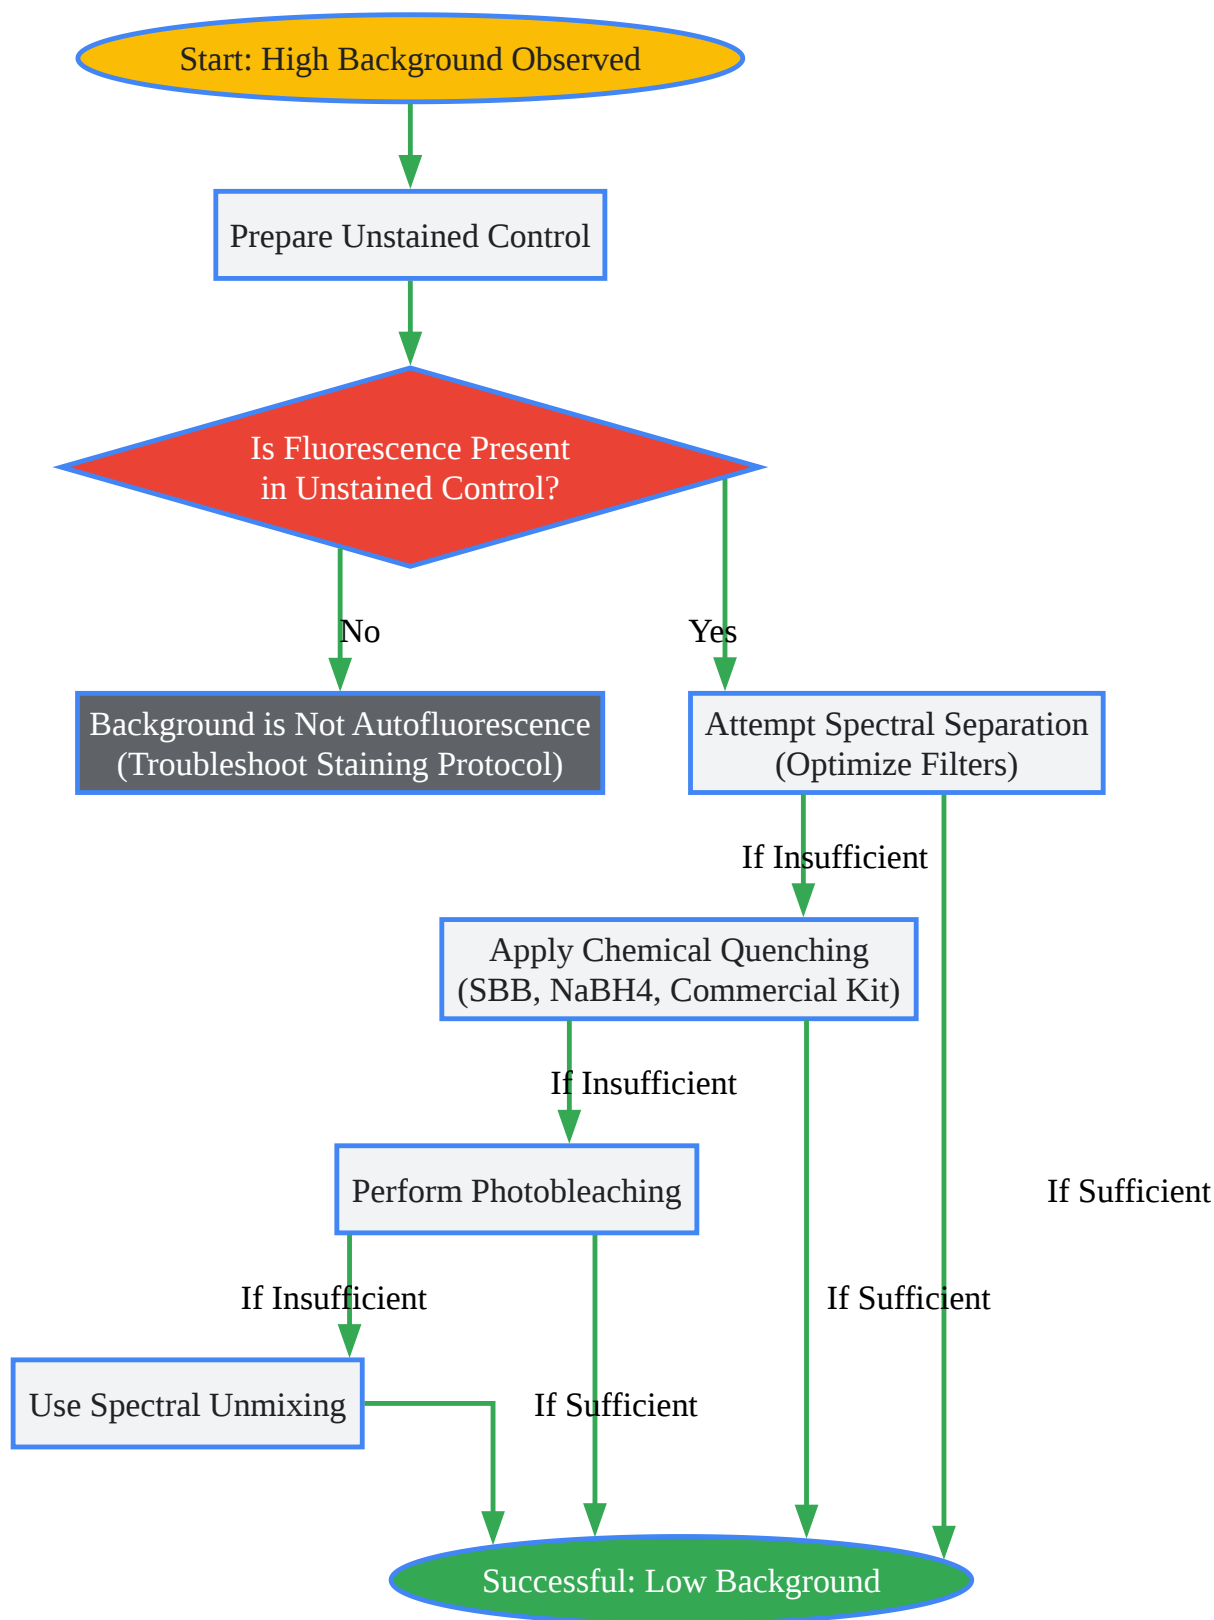 Start: High Background Observed
Prepare Unstained Control
Is Fluorescence Present
in Unstained Control?
No
Yes
Background is Not Autofluorescence
(Troubleshoot Staining Protocol)
Attempt Spectral Separation
(Optimize Filters)
If Insufficient
Apply Chemical Quenching
(SBB, NaBH4, Commercial Kit)
If Insufficient
Perform Photobleaching
If Sufficient
If Insufficient
If Sufficient
Use Spectral Unmixing
If Sufficient
Successful: Low Background